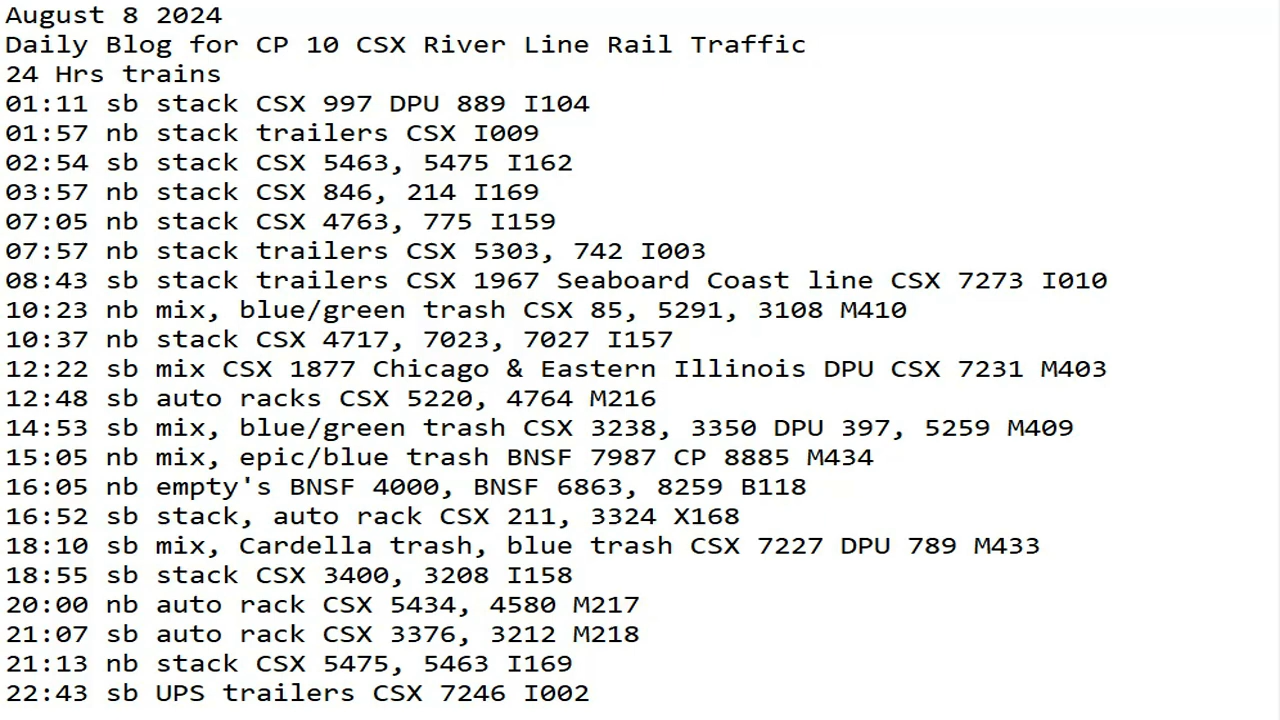 August 8 2024
Daily Blog for CP 10 CSX River Line Rail Traffic
24 Hrs trains
01:11 sb stack CSX 997 DPU 889 I104
01:57 nb stack trailers CSX I009
02:54 sb stack CSX 5463, 5475 I162
03:57 nb stack CSX 846, 214 I169
07:05 nb stack CSX 4763, 775 I159
07:57 nb stack trailers CSX 5303, 742 I003
08:43 sb stack trailers CSX 1967 Seaboard Coast line CSX 7273 I010
10:23 nb mix, blue/green trash CSX 85, 5291, 3108 M410
10:37 nb stack CSX 4717, 7023, 7027 I157
12:22 sb mix CSX 1877 Chicago & Eastern Illinois DPU CSX 7231 M403
12:48 sb auto racks CSX 5220, 4764 M216
14:53 sb mix, blue/green trash CSX 3238, 3350 DPU 397, 5259 M409
15:05 nb mix, epic/blue trash BNSF 7987 CP 8885 M434
16:05 nb empty's BNSF 4000, BNSF 6863, 8259 B118
16:52 sb stack, auto rack CSX 211, 3324 X168
18:10 sb mix, Cardella trash, blue trash CSX 7227 DPU 789 M433
18:55 sb stack CSX 3400, 3208 I158
20:00 nb auto rack CSX 5434, 4580 M217
21:07 sb auto rack CSX 3376, 3212 M218
21:13 nb stack CSX 5475, 5463 I169
22:43 sb UPS trailers CSX 7246 I002